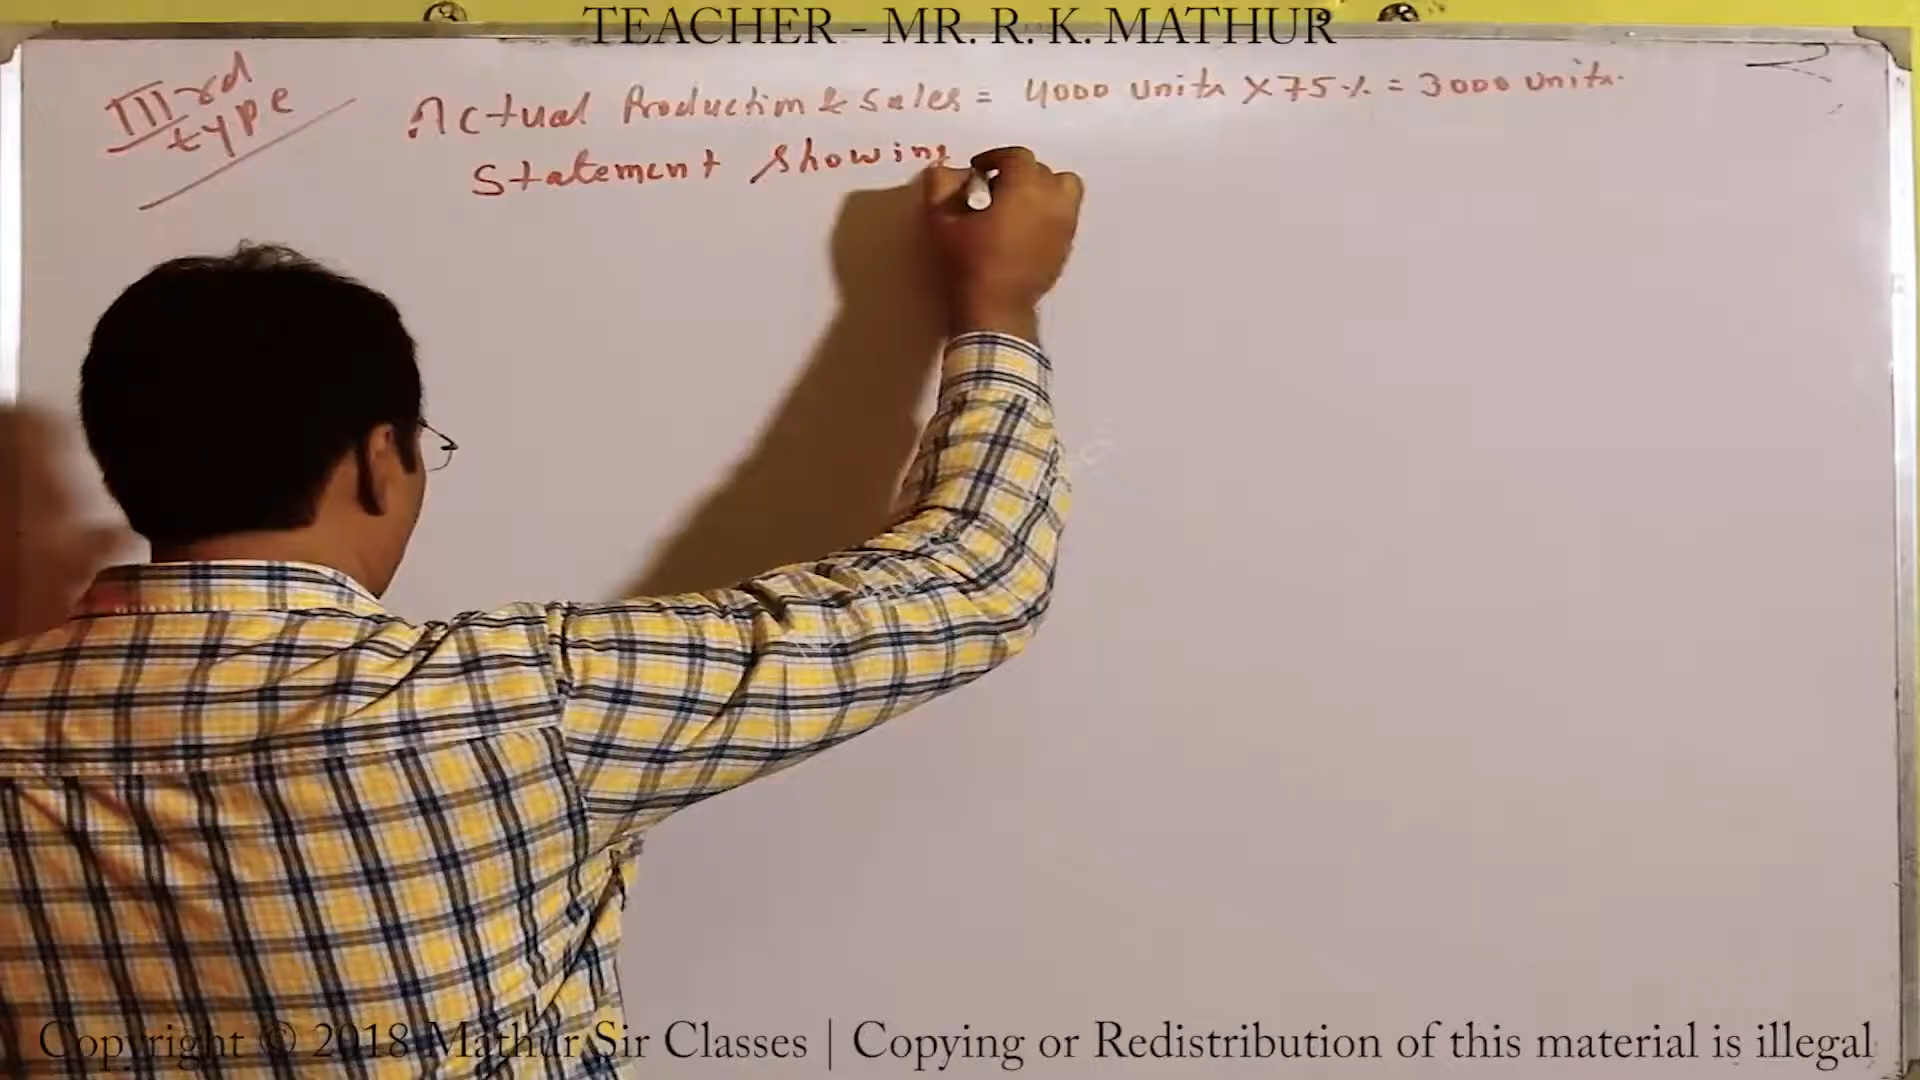 TEACHER - MR. R. K. MATHUR
IIIrd
type
Actual Production & Sales = 4000 units X 75% = 3000 units.
Statement showing
Copyright © 2018 Mathur Sir Classes | Copying or Redistribution of this material is illegal